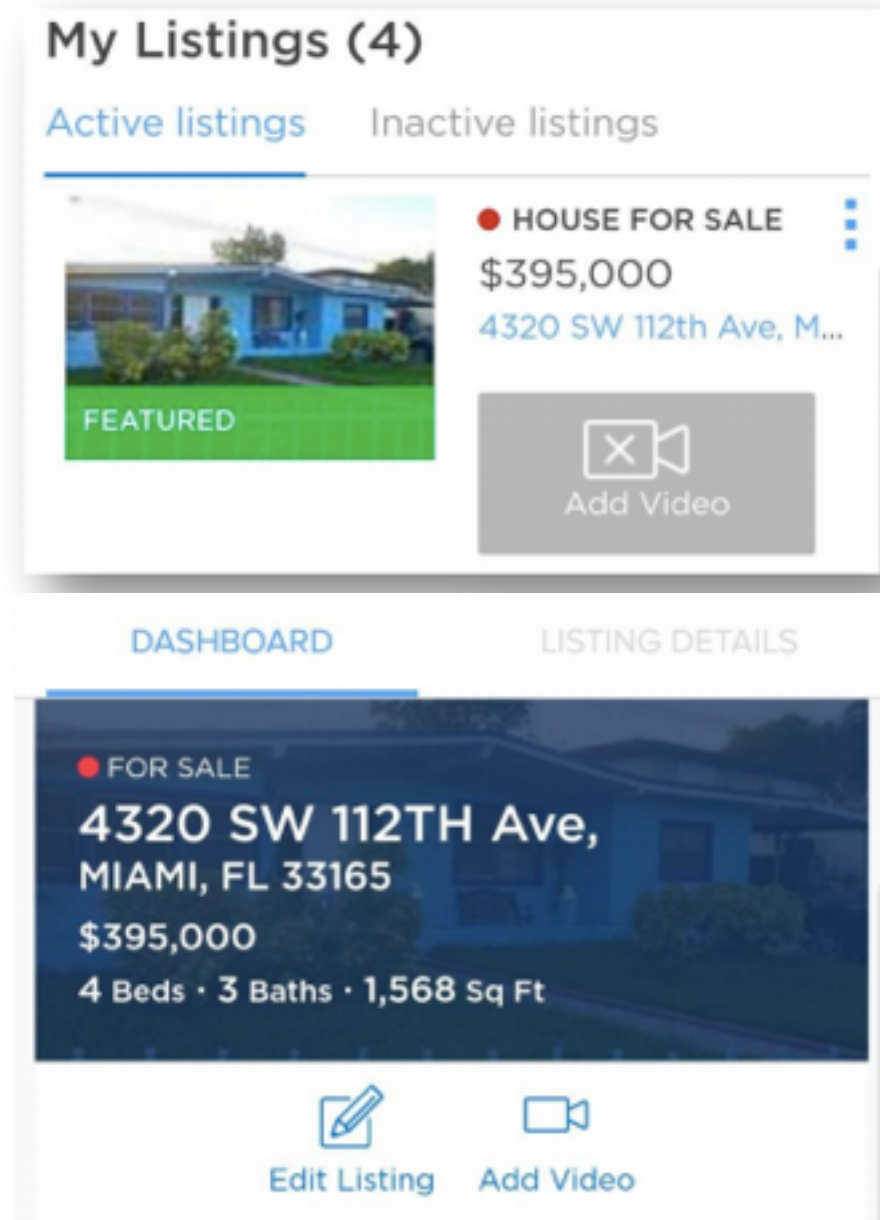 My Listings (4)
Active listings Inactive listings
HOUSE FOR SALE
$395,000
4320 SW 112th Ave, M...
FEATURED
Add Video
DASHBOARD LISTING DETAILS
FOR SALE
4320 SW 112TH Ave,
MIAMI, FL 33165
$395,000
4 Beds · 3 Baths · 1,568 Sq Ft
Edit Listing Add Video